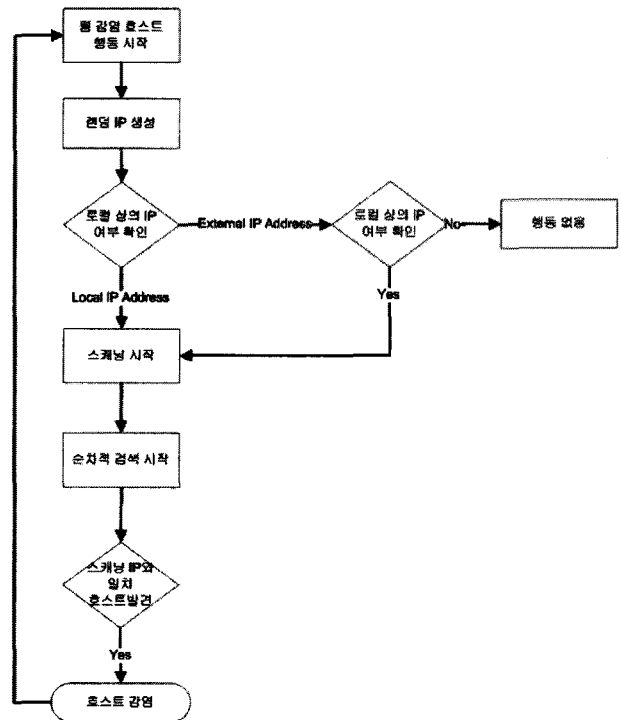 웜 감염 호스트
행동 시작
랜덤 IP 생성
로컬 상의 IP
여부 확인
External IP Address
로컬 상의 IP
여부 확인
No
행동 없음
Local IP Address
Yes
스캐닝 시작
순차적 검색 시작
스캐닝 IP와
일치
호스트발견
Yes
호스트 감염